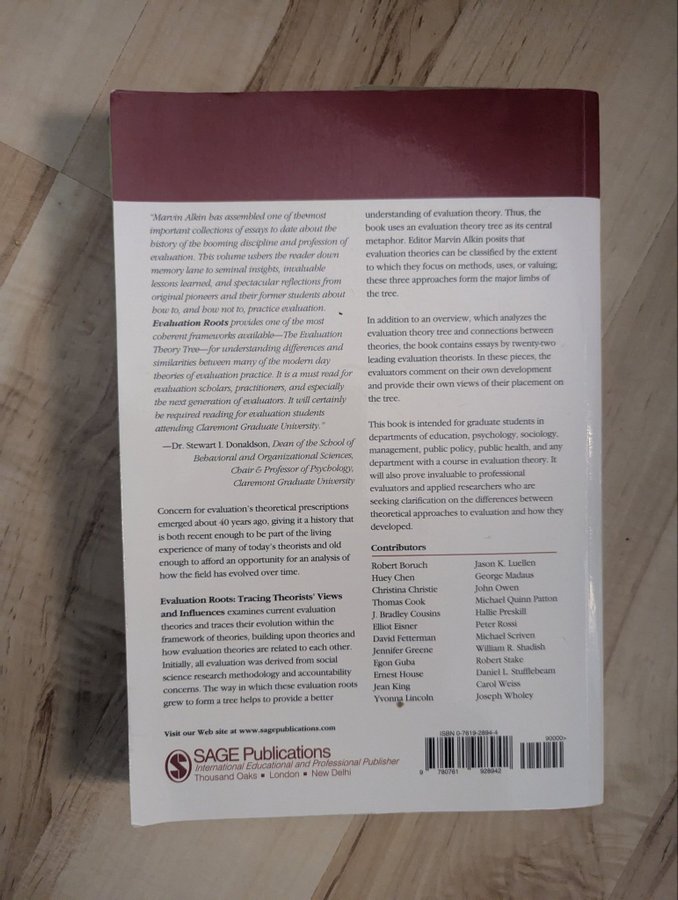 "Marvin Alkin has assembled one of the most
important collections of essays to date about the
history of the booming discipline and profession of
evaluation. This volume ushers the reader down
memory lane to seminal insights, invaluable
lessons learned, and spectacular reflections from
original pioneers and their former students about
how to, and how not to, practice evaluation.
Evaluation Roots provides one of the most
coherent frameworks available—The Evaluation
Theory Tree—for understanding differences and
similarities between many of the modern day
theories of evaluation practice. It is a must read for
evaluation scholars, practitioners, and especially
the next generation of evaluators. It will certainly
be required reading for evaluation students
attending Claremont Graduate University."
—Dr. Stewart I. Donaldson, Dean of the School of
Behavioral and Organizational Sciences,
Chair & Professor of Psychology,
Claremont Graduate University
Concern for evaluation's theoretical prescriptions
emerged about 40 years ago, giving it a history that
is both recent enough to be part of the living
experience of many of today's theorists and old
enough to afford an opportunity for an analysis of
how the field has evolved over time.
Evaluation Roots: Tracing Theorists' Views
and Influences examines current evaluation
theories and traces their evolution within the
framework of theories, building upon theories and
how evaluation theories are related to each other.
Initially, all evaluation was derived from social
science research methodology and accountability
concerns. The way in which these evaluation roots
grew to form a tree helps to provide a better
understanding of evaluation theory. Thus, the
book uses an evaluation theory tree as its central
metaphor. Editor Marvin Alkin posits that
evaluation theories can be classified by the extent
to which they focus on methods, uses, or valuing;
these three approaches form the major limbs of
the tree.
In addition to an overview, which analyzes the
evaluation theory tree and connections between
theories, the book contains essays by twenty-two
leading evaluation theorists. In these pieces, the
evaluators comment on their own development
and provide their own views of their placement on
the tree.
This book is intended for graduate students in
departments of education, psychology, sociology,
management, public policy, public health, and any
department with a course in evaluation theory. It
will also prove invaluable to professional
evaluators and applied researchers who are
seeking clarification on the differences between
theoretical approaches to evaluation and how they
developed.
Contributors
Robert Boruch
Huey Chen
Christina Christie
Thomas Cook
J. Bradley Cousins
Elliot Eisner
David Fetterman
Jennifer Greene
Egon Guba
Ernest House
Jean King
Yvonna Lincoln
Jason K. Luellen
George Madaus
John Owen
Michael Quinn Patton
Hallie Preskill
Peter Rossi
Michael Scriven
William R. Shadish
Robert Stake
Daniel L. Stufflebeam
Carol Weiss
Joseph Wholey
Visit our Web site at www.sagepublications.com
S
SAGE Publications
International Educational and Professional Publisher
Thousand Oaks ■ London ■ New Delhi
ISBN 0-7619-2894-4
90000>
9 780761 928942